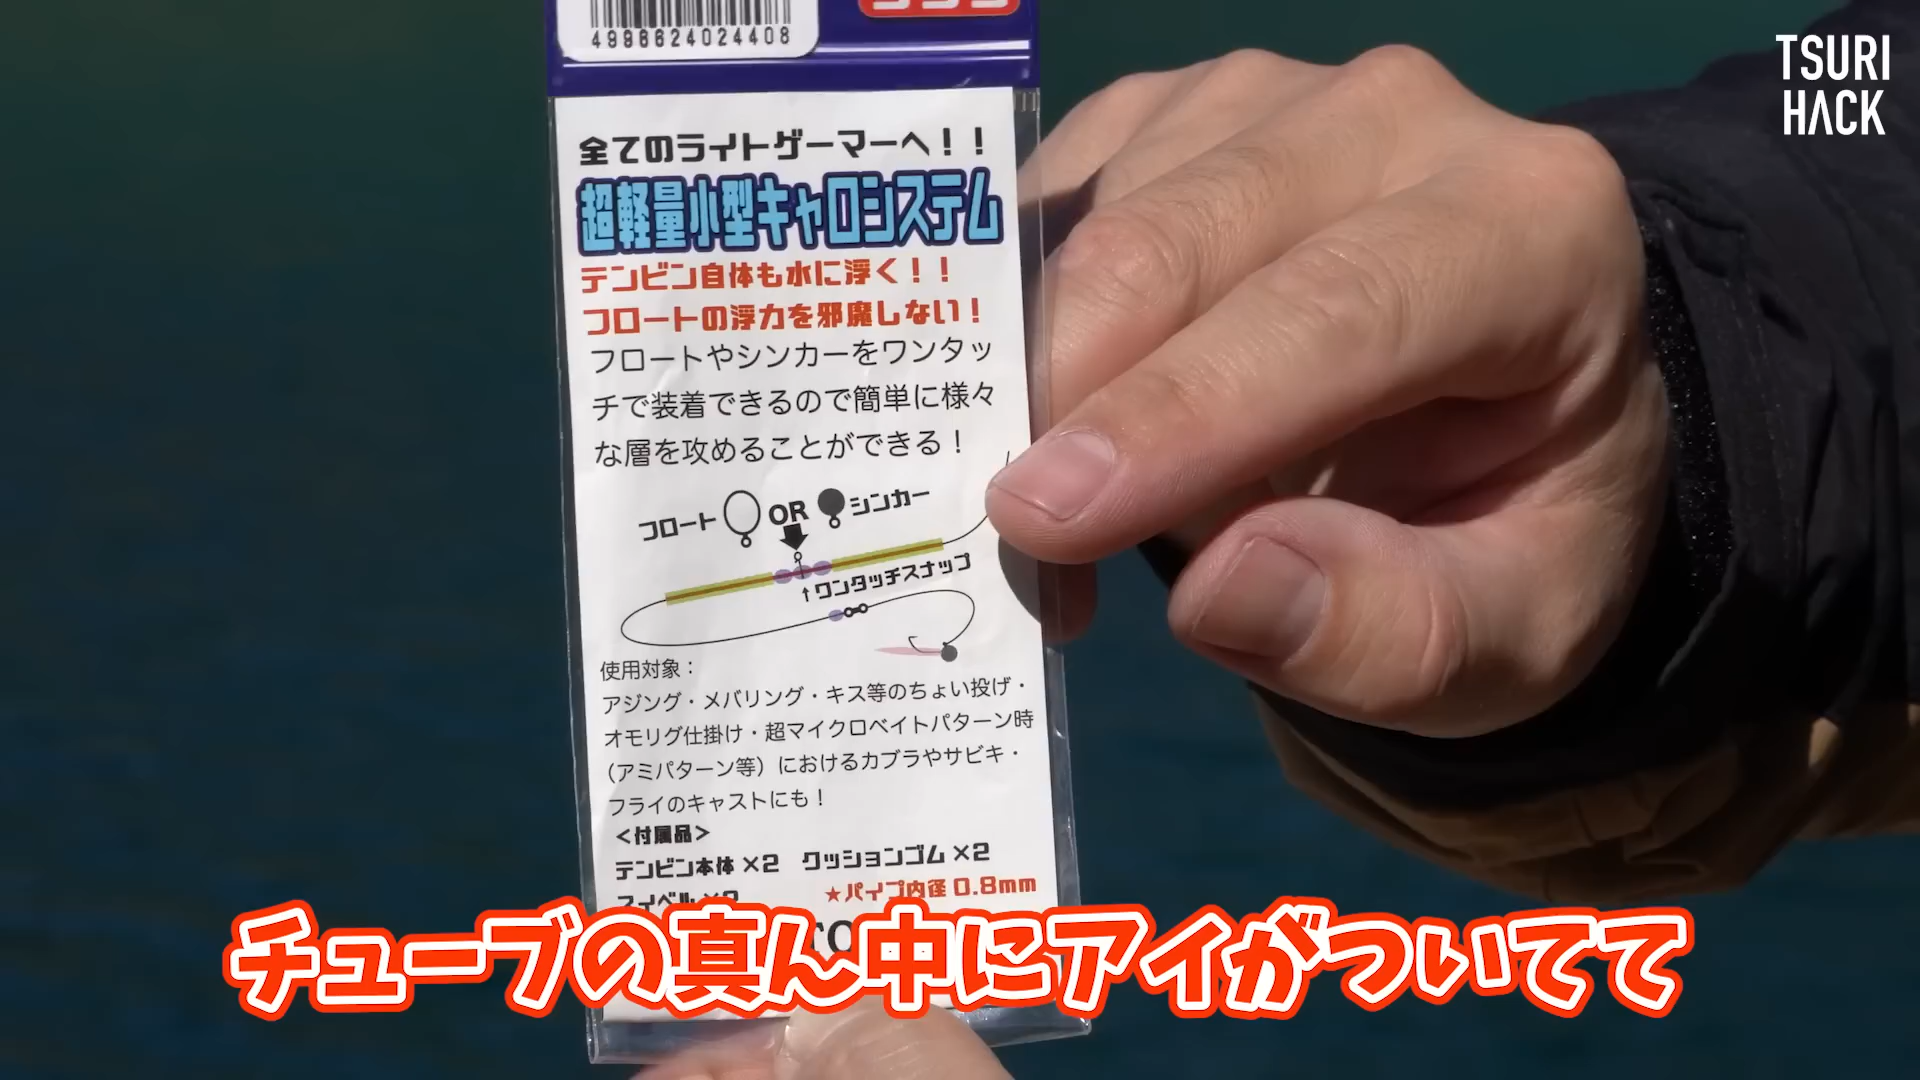 4996624024408
TSURI
HACK
全てのライトゲーマーへ！！
超軽量小型キャロシステム
テンビン自体も水に浮く！！
フロートの浮力を邪魔しない！
フロートやシンカーをワンタッ
チで装着できるので簡単に様々
な層を攻めることができる！
フロート OR シンカー
↑ワンタッチスナップ
使用対象：
アジング・メバリング・キス等のちょい投げ・
オモリグ仕掛け・超マイクロベイトパターン時
（アミパターン等）におけるカブラやサビキ・
フライのキャストにも！
＜付属品＞
テンビン本体×2 クッションゴム×2
スイベル×2 ★パイプ内径0.8mm
チューブの真ん中にアイがついてて